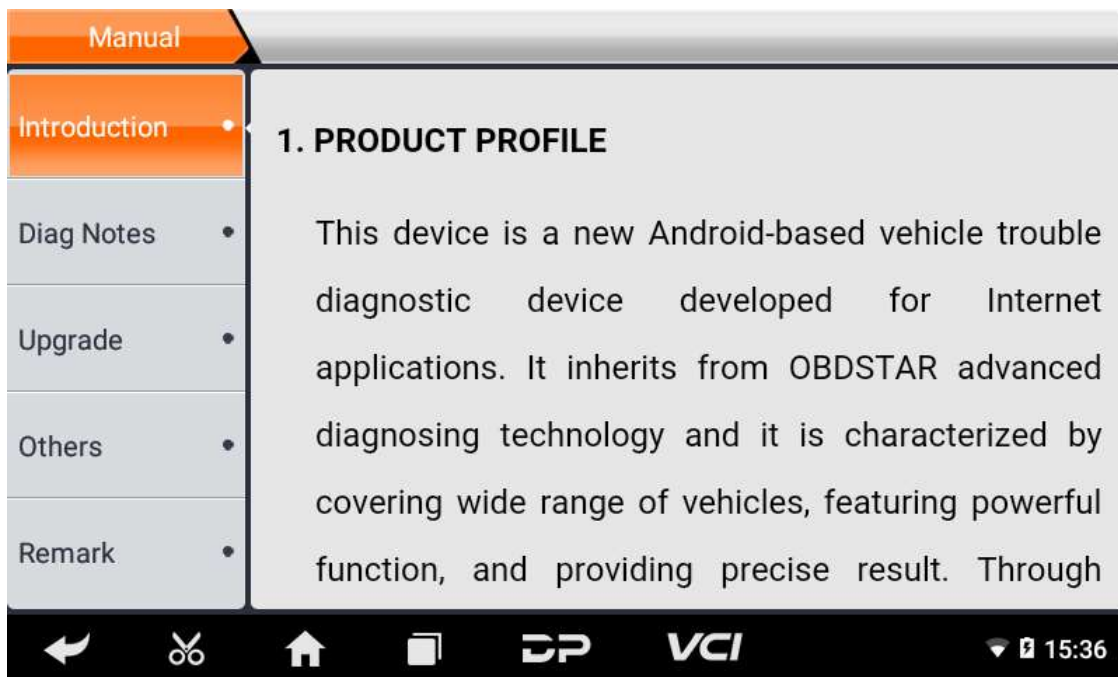 Manual
Introduction
Diag Notes
Upgrade
Others
Remark
1. PRODUCT PROFILE
This device is a new Android-based vehicle trouble
diagnostic device developed for Internet
applications. It inherits from OBDSTAR advanced
diagnosing technology and it is characterized by
covering wide range of vehicles, featuring powerful
function, and providing precise result. Through
DP
VCI
15:36